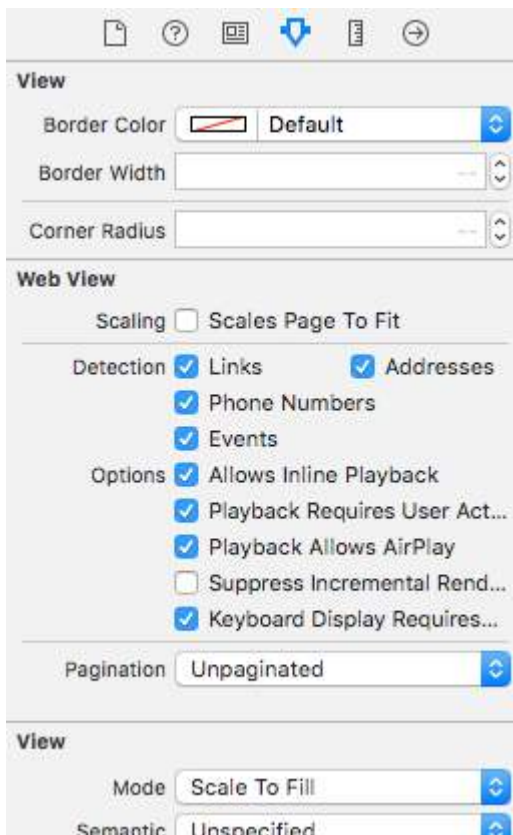 View
Border Color Default
Border Width --
Corner Radius --
Web View
Scaling Scales Page To Fit
Detection Links Addresses
Phone Numbers
Events
Options Allows Inline Playback
Playback Requires User Act...
Playback Allows AirPlay
Suppress Incremental Rend...
Keyboard Display Requires...
Pagination Unpaginated
View
Mode Scale To Fill
Semantic Unspecified